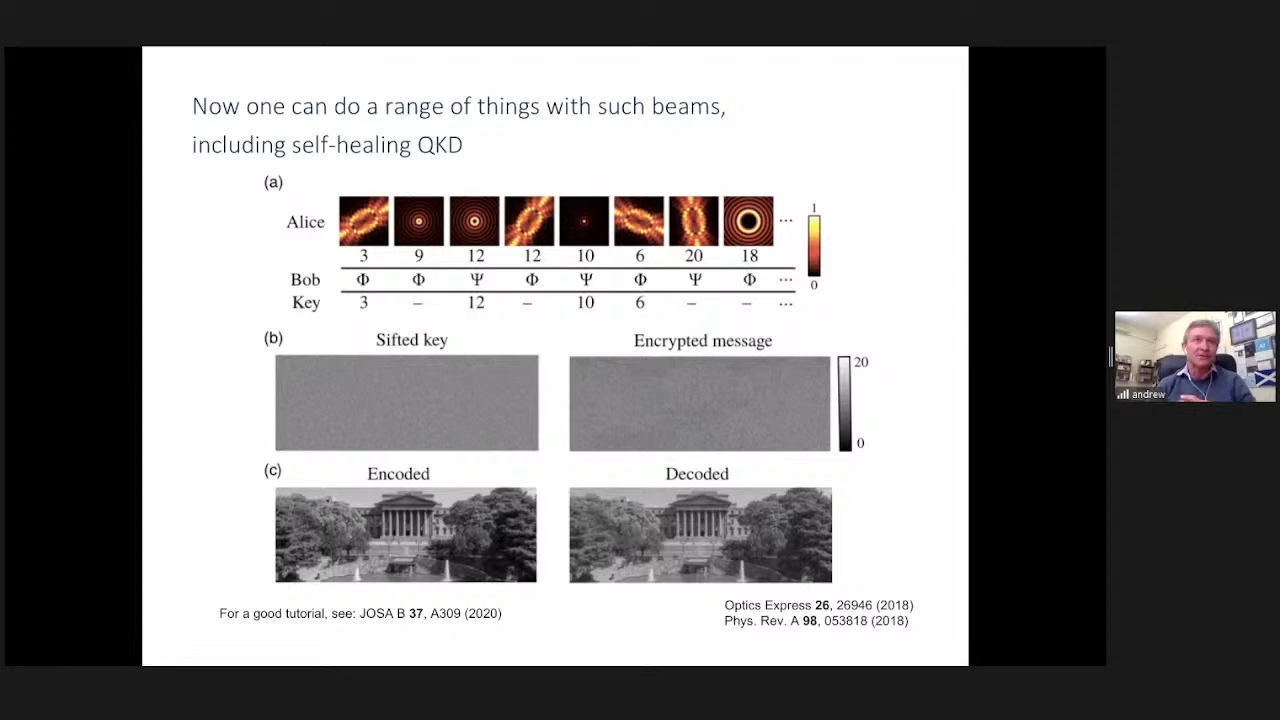 Now one can do a range of things with such beams,
including self-healing QKD
(a)
Alice
3 9 12 12 10 6 20 18
...
1
0
Bob Φ Φ Ψ Φ Ψ Φ Ψ Φ ...
Key 3 – 12 – 10 6 – – ...
(b)
Sifted key
Encrypted message
20
0
(c)
Encoded
Decoded
For a good tutorial, see: JOSA B 37, A309 (2020)
Optics Express 26, 26946 (2018)
Phys. Rev. A 98, 053818 (2018)
andrew